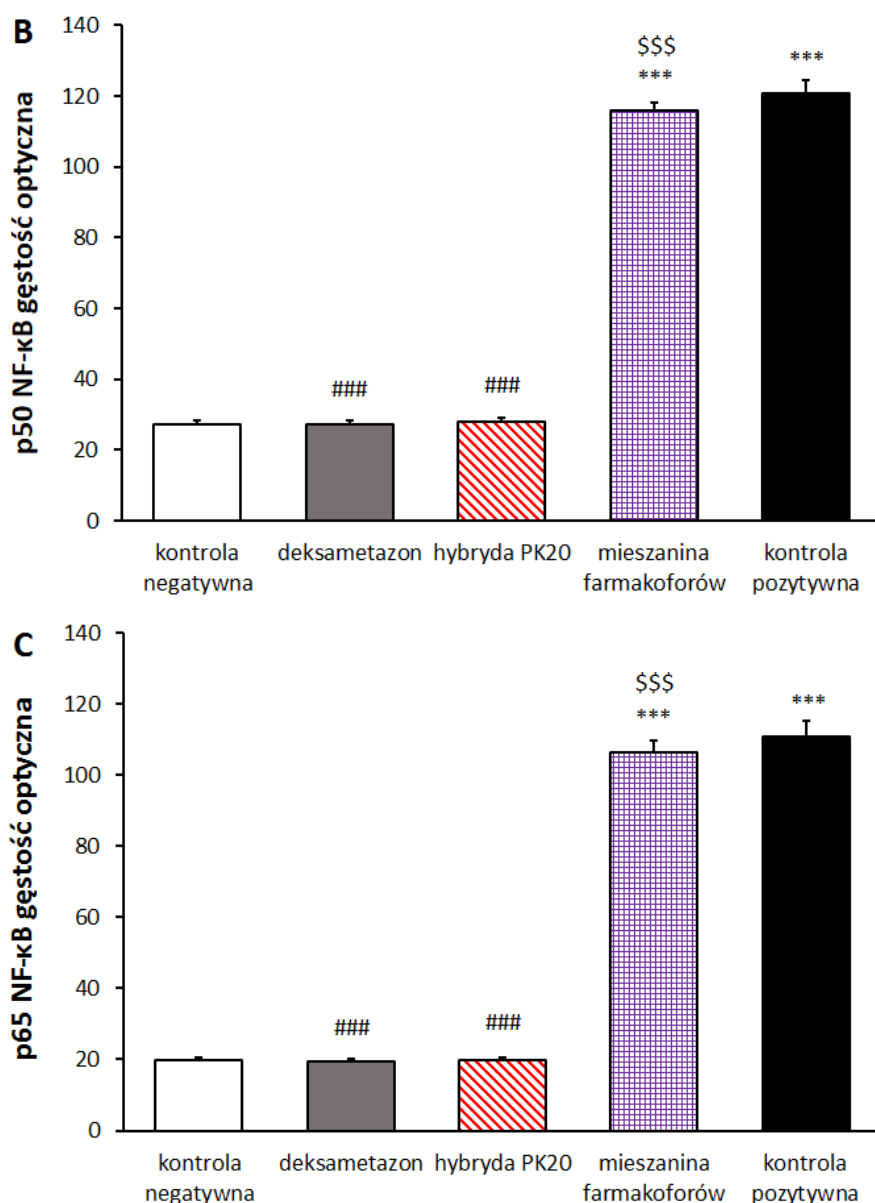 B
p50 NF-κB gęstość optyczna
140
120
100
80
60
40
20
0
###
###
$$$
***
***
kontrola negatywna
deksametazon
hybryda PK20
mieszanina farmakoforów
kontrola pozytywna
C
p65 NF-κB gęstość optyczna
140
120
100
80
60
40
20
0
###
###
$$$
***
***
kontrola negatywna
deksametazon
hybryda PK20
mieszanina farmakoforów
kontrola pozytywna